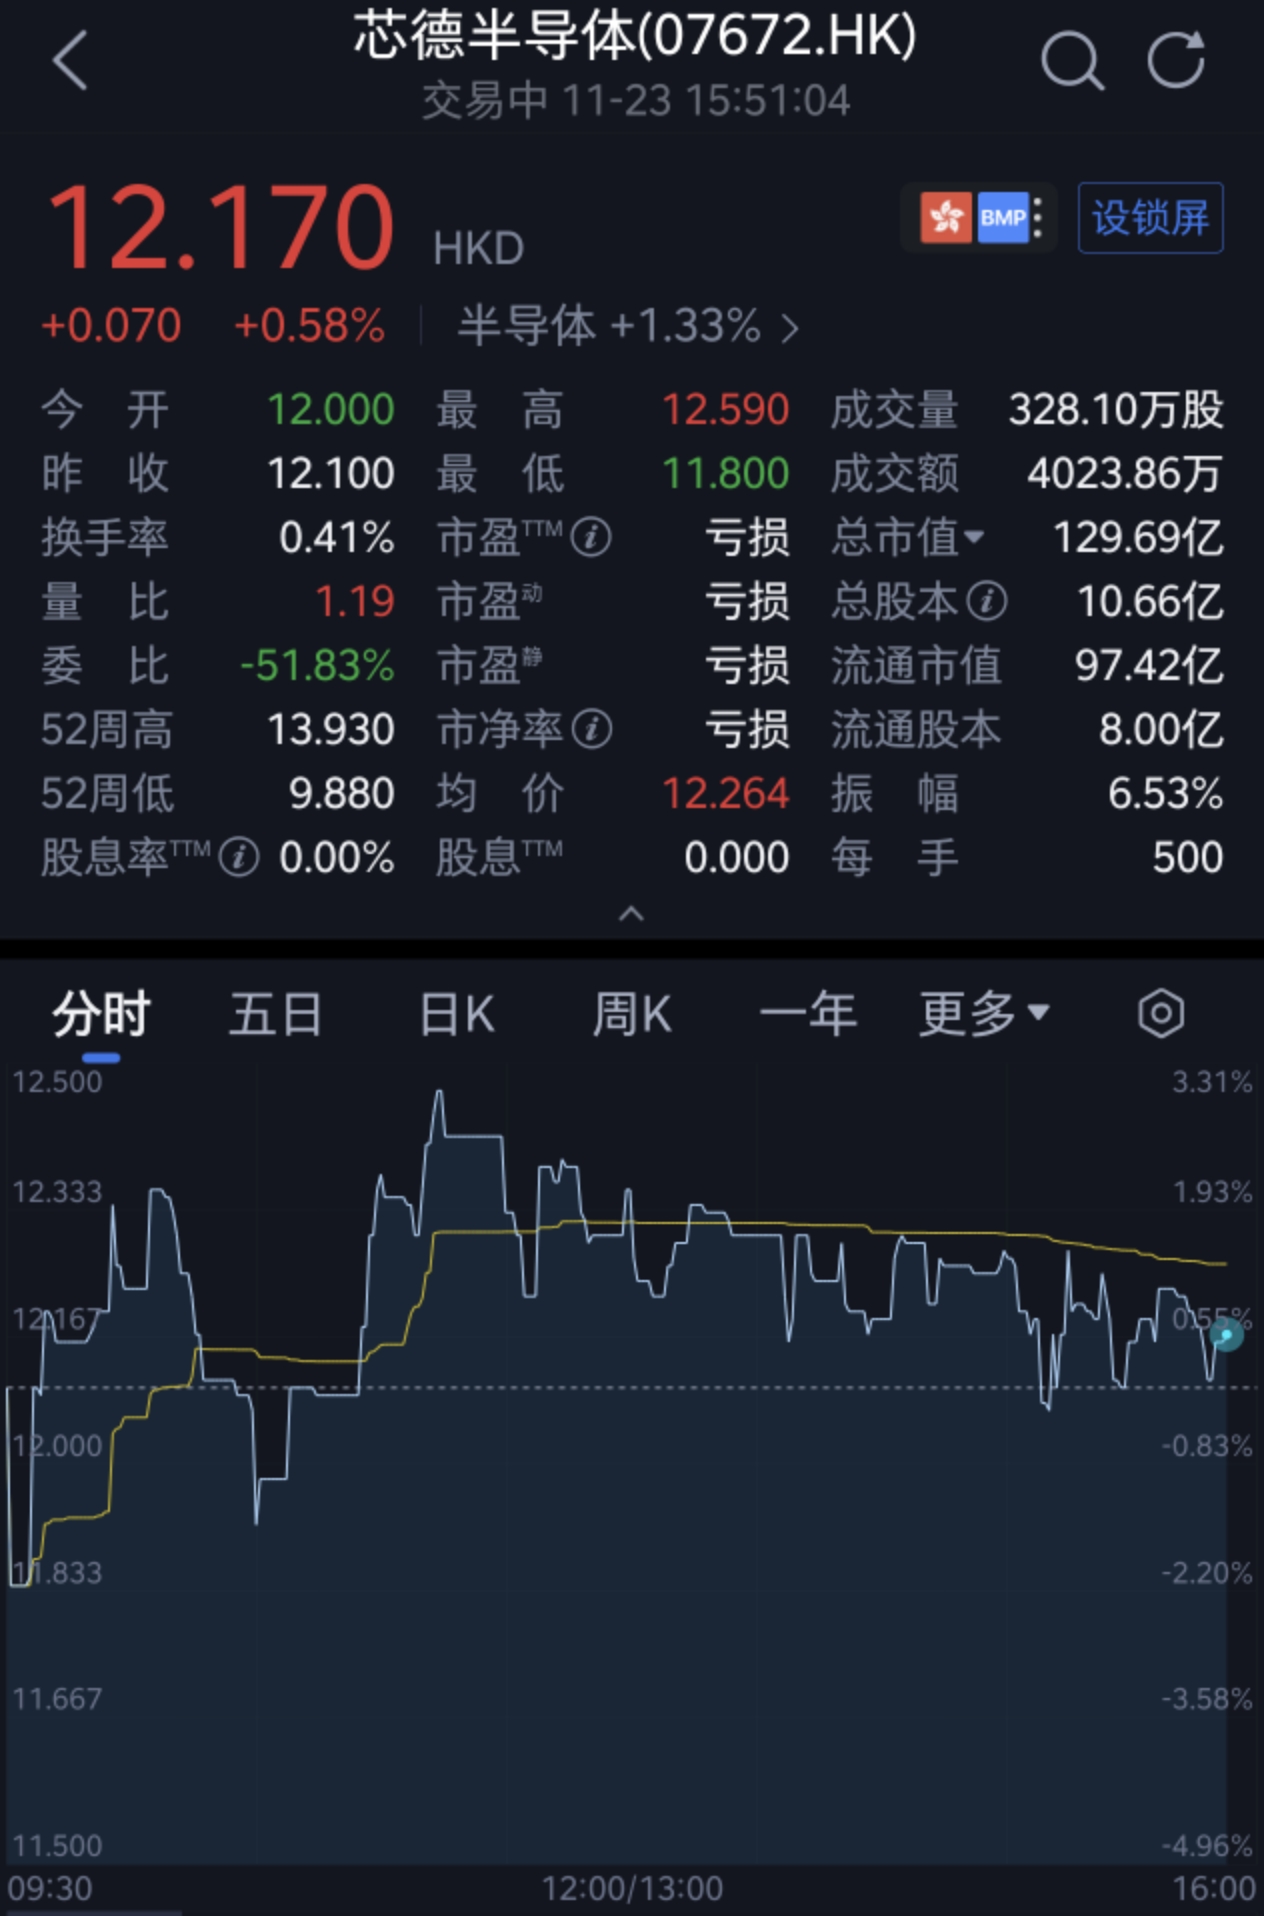 芯德半导体(07672.HK)
交易中 11-23 15:51:04
12.170 HKD BMP 设锁屏
+0.070 +0.58% 半导体 +1.33%
今开 12.000 最高 12.590 成交量 328.10万股
昨收 12.100 最低 11.800 成交额 4023.86万
换手率 0.41% 市盈TTM 亏损 总市值 129.69亿
量比 1.19 市盈动 亏损 总股本 10.66亿
委比 -51.83% 市盈静 亏损 流通市值 97.42亿
52周高 13.930 市净率 亏损 流通股本 8.00亿
52周低 9.880 均价 12.264 振幅 6.53%
股息率TTM 0.00% 股息TTM 0.000 每手 500
分时 五日 日K 周K 一年 更多
12.500 3.31%
12.333 1.93%
12.167 0.55%
12.000 -0.83%
11.833 -2.20%
11.667 -3.58%
11.500 -4.96%
09:30 12:00/13:00 16:00